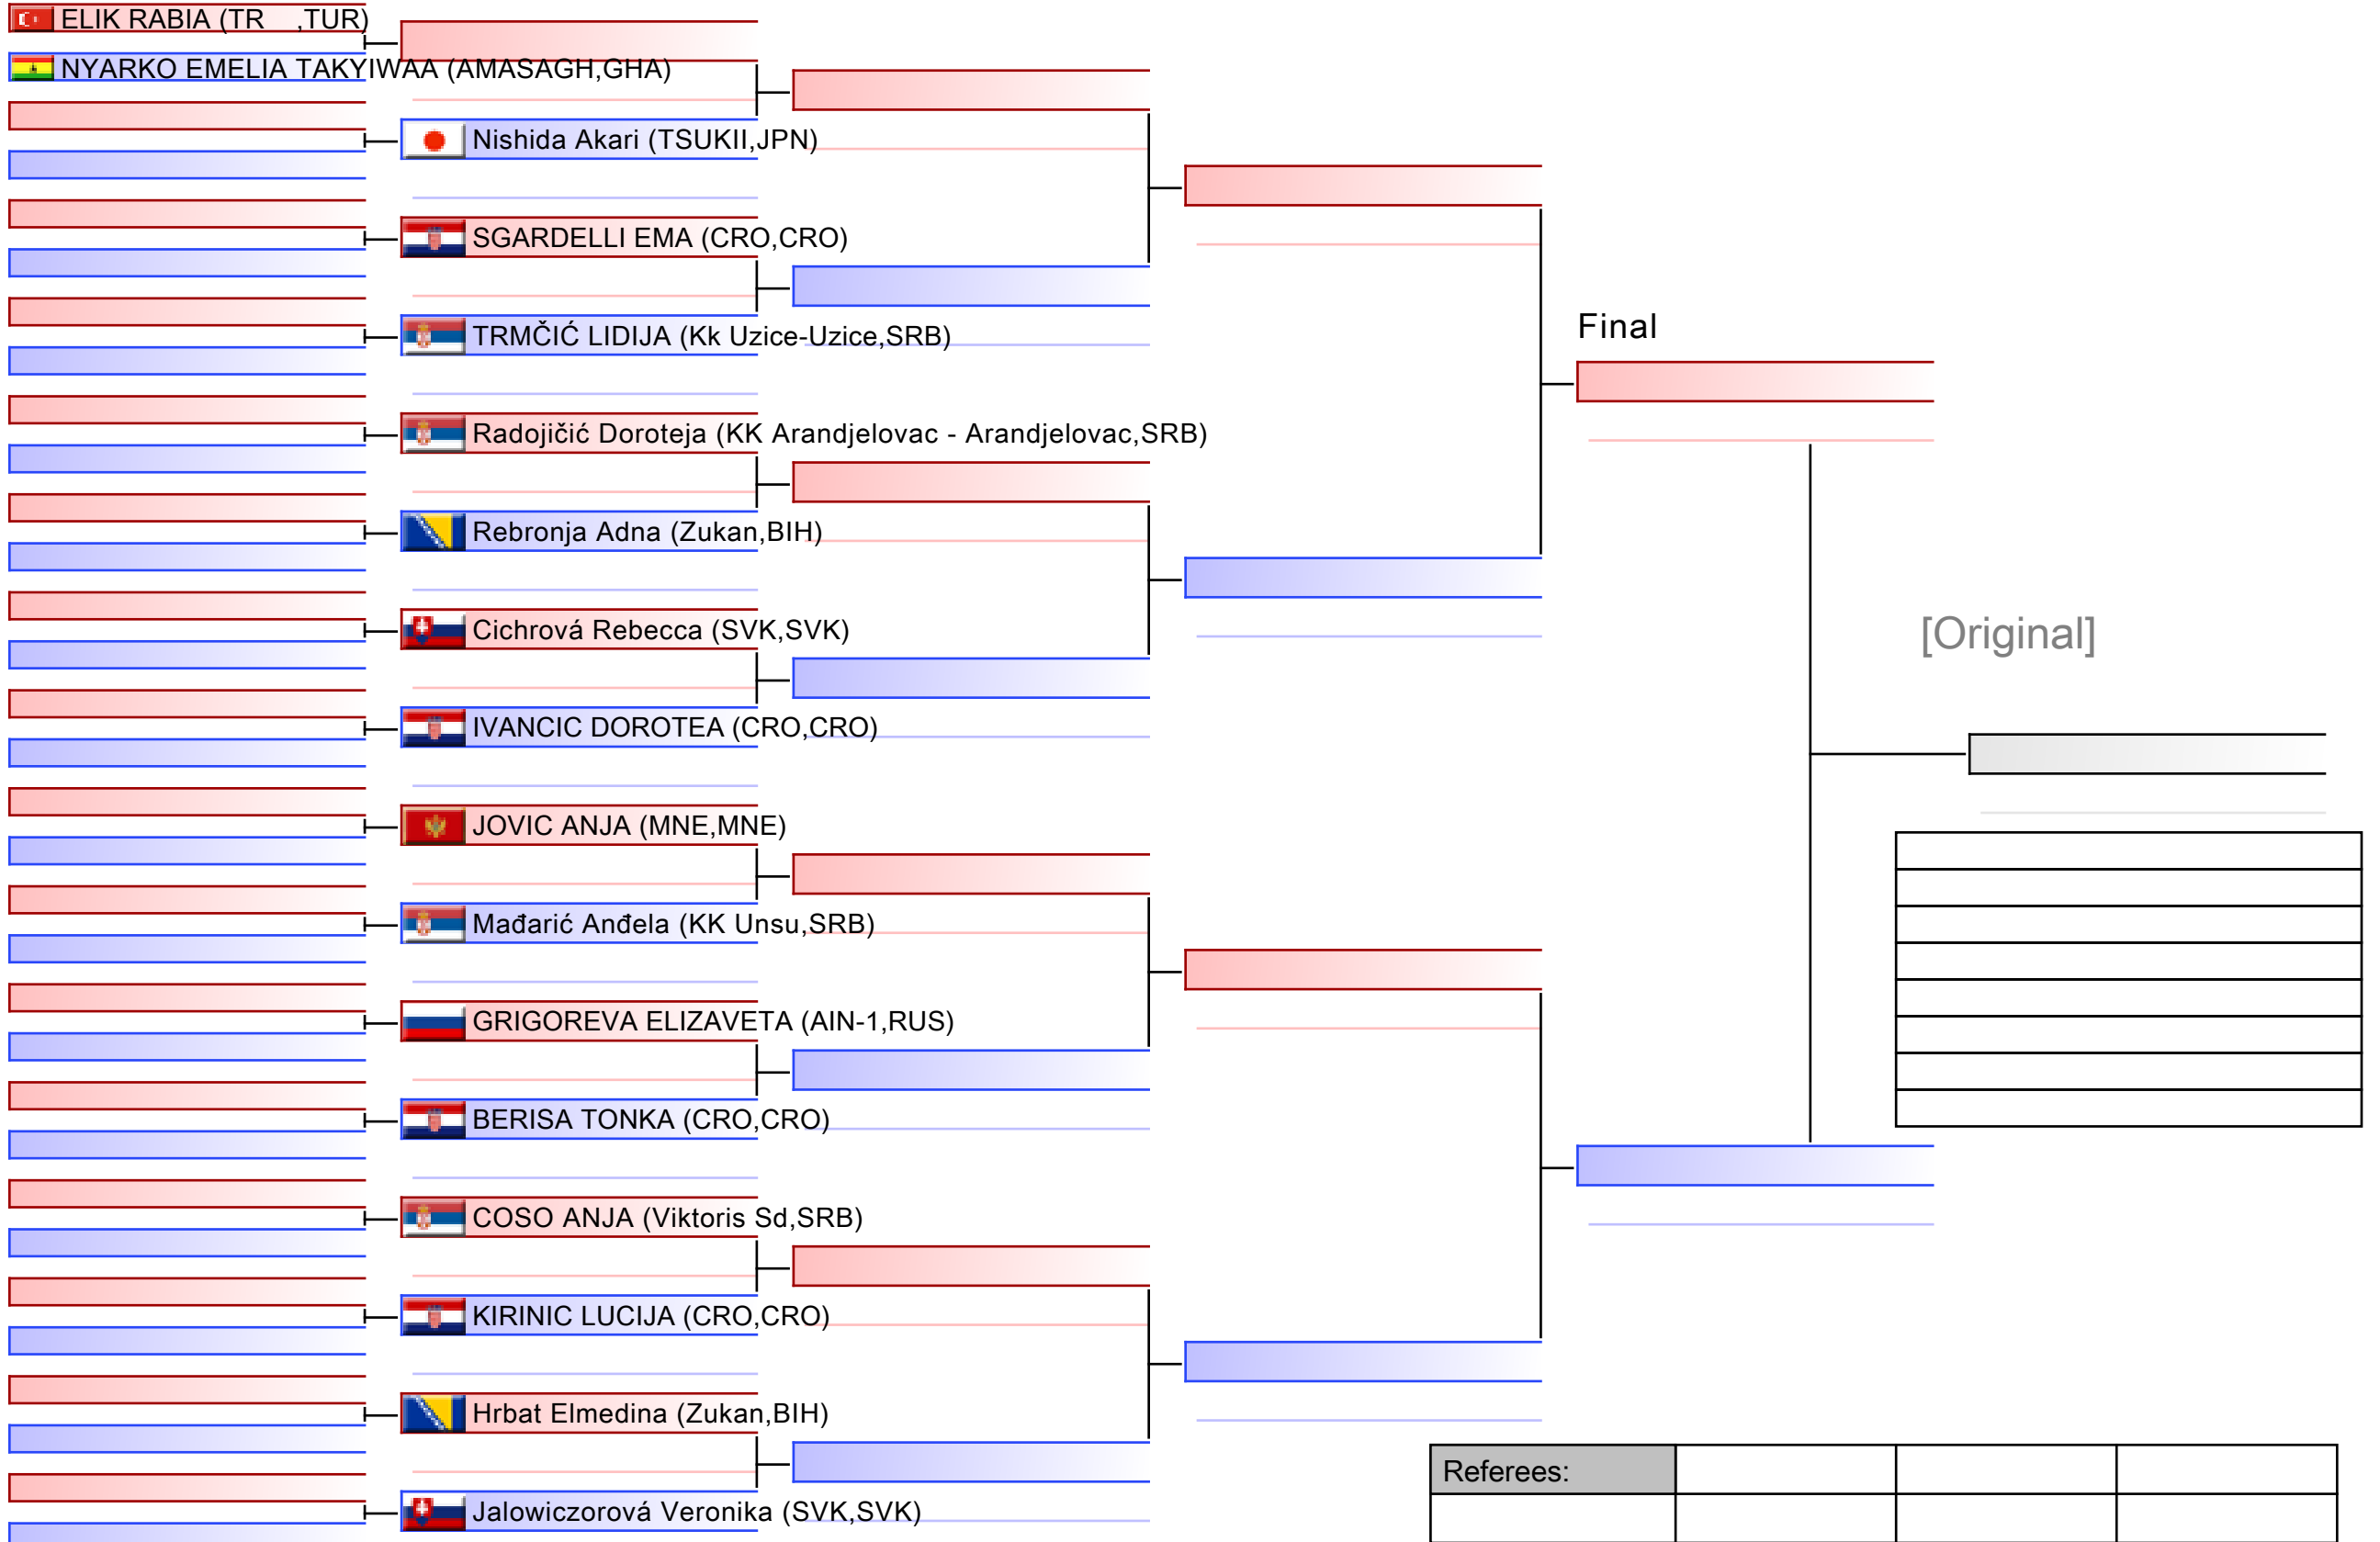 ELIK RABIA (TR ,TUR)
NYARKO EMELIA TAKYIWAA (AMASAGH,GHA)
Nishida Akari (TSUKII,JPN)
SGARDELLI EMA (CRO,CRO)
TRMČIĆ LIDIJA (Kk Uzice-Uzice,SRB)
Final
Radojičić Doroteja (KK Arandjelovac - Arandjelovac,SRB)
Rebronja Adna (Zukan,BIH)
Cichrová Rebecca (SVK,SVK)
[Original]
IVANCIC DOROTEA (CRO,CRO)
JOVIC ANJA (MNE,MNE)
Mađarić Anđela (KK Unsu,SRB)
GRIGOREVA ELIZAVETA (AIN-1,RUS)
BERISA TONKA (CRO,CRO)
COSO ANJA (Viktoris Sd,SRB)
KIRINIC LUCIJA (CRO,CRO)
Hrbat Elmedina (Zukan,BIH)
Referees:
Jalowiczorová Veronika (SVK,SVK)